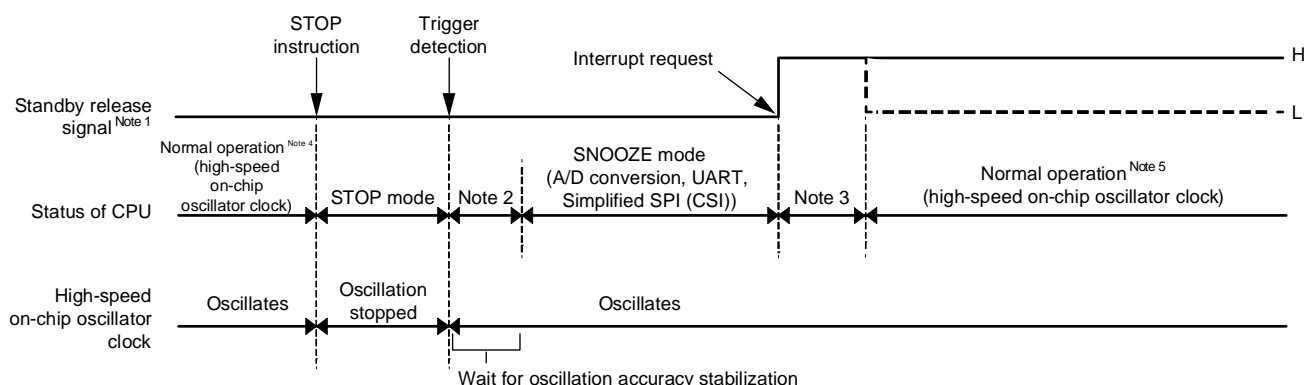 STOP
instruction
Trigger
detection
Interrupt request
H
L
Standby release
signal Note 1
Normal operation Note 4
(high-speed
on-chip
oscillator clock)
STOP mode
Note 2
SNOOZE mode
(A/D conversion, UART,
Simplified SPI (CSI))
Note 3
Normal operation Note 5
(high-speed on-chip oscillator clock)
Status of CPU
High-speed
on-chip oscillator
clock
Oscillates
Oscillation
stopped
Oscillates
Wait for oscillation accuracy stabilization